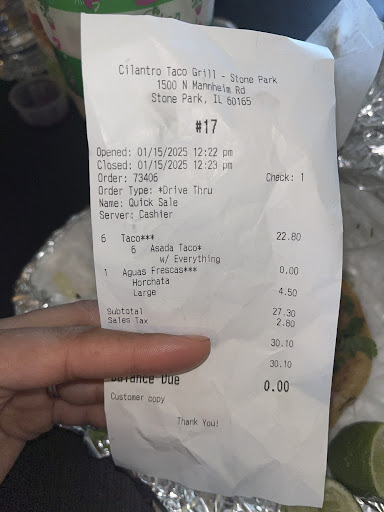 Cilantro Taco Grill - Stone Park
1500 N Mannheim Rd
Stone Park, IL 60165
#17
Opened: 01/15/2025 12:22 pm
Closed: 01/15/2025 12:23 pm
Order: 73406 Check: 1
Order Type: *Drive Thru
Name: Quick Sale
Server: Cashier
6 Taco*** 22.80
6 Asada Taco*
w/ Everything
1 Aguas Frescas*** 0.00
Horchata
Large 4.50
Subtotal 27.30
Sales Tax 2.80
30.10
30.10
Balance Due 0.00
Customer copy
Thank You!